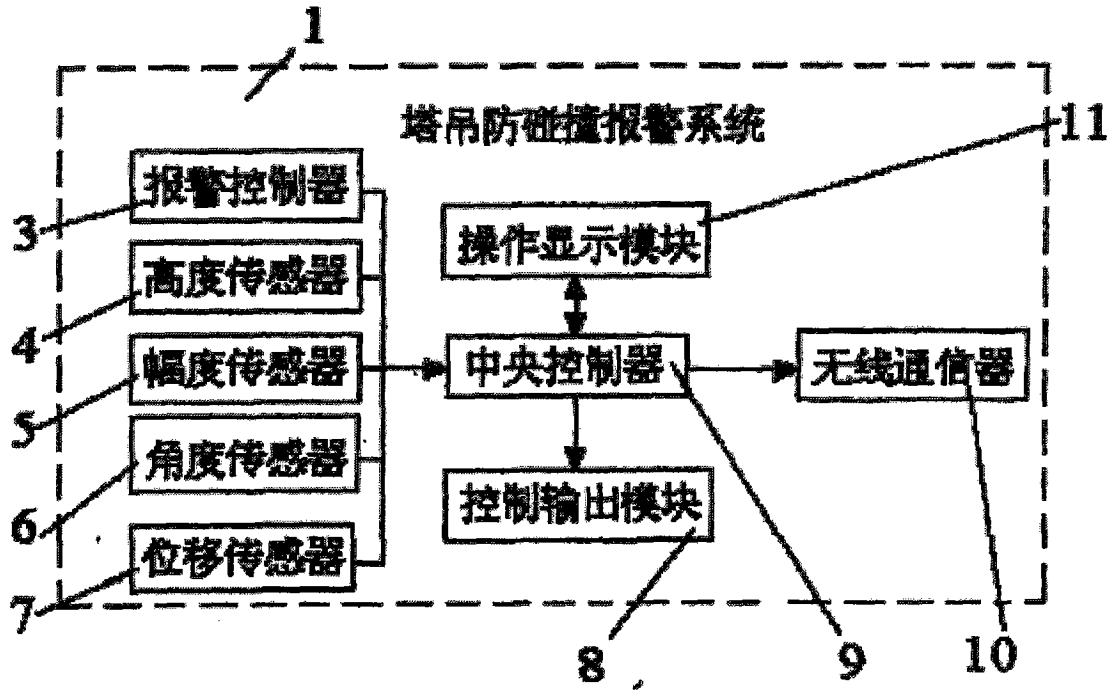 1
塔吊防碰撞报警系统
11
报警控制器
3
操作显示模块
高度传感器
4
中央控制器
无线通信器
幅度传感器
5
角度传感器
控制输出模块
6
位移传感器
7
8
9
10